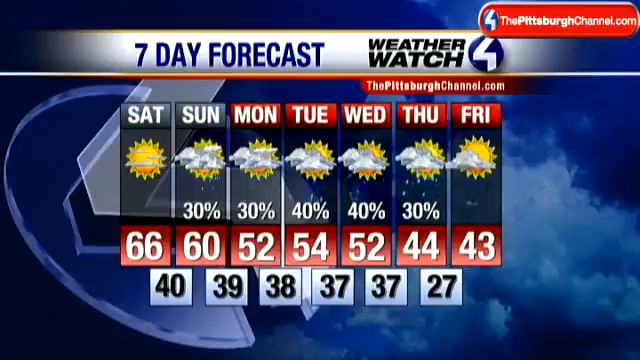 4 ThePittsburghChannel.com
7 DAY FORECAST
WEATHER
WATCH 4
ThePittsburghChannel.com
SAT SUN MON TUE WED THU FRI
30% 30% 40% 40% 30%
66 60 52 54 52 44 43
40 39 38 37 37 27